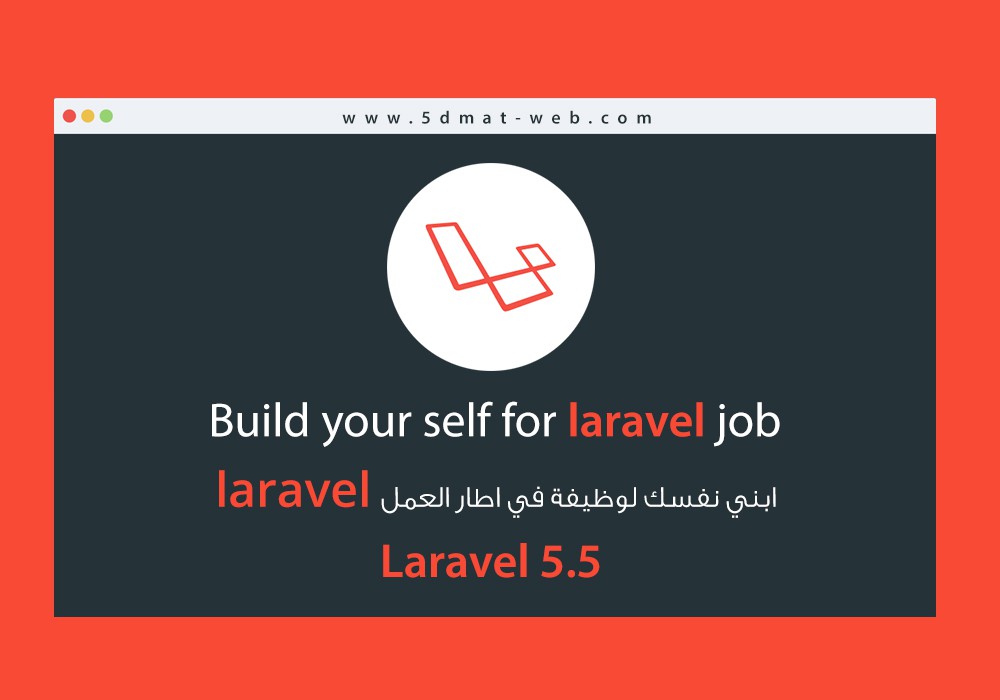 www.5dmat-web.com
Build your self for laravel job
ابني نفسك لوظيفة في اطار العمل laravel
Laravel 5.5